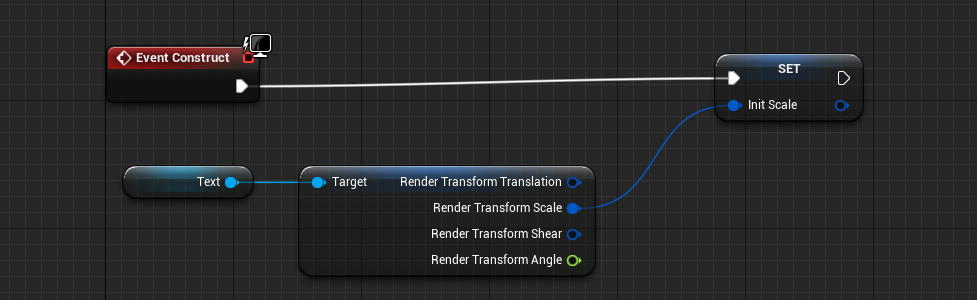 Event Construct
SET
Init Scale
Text
Target
Render Transform Translation
Render Transform Scale
Render Transform Shear
Render Transform Angle